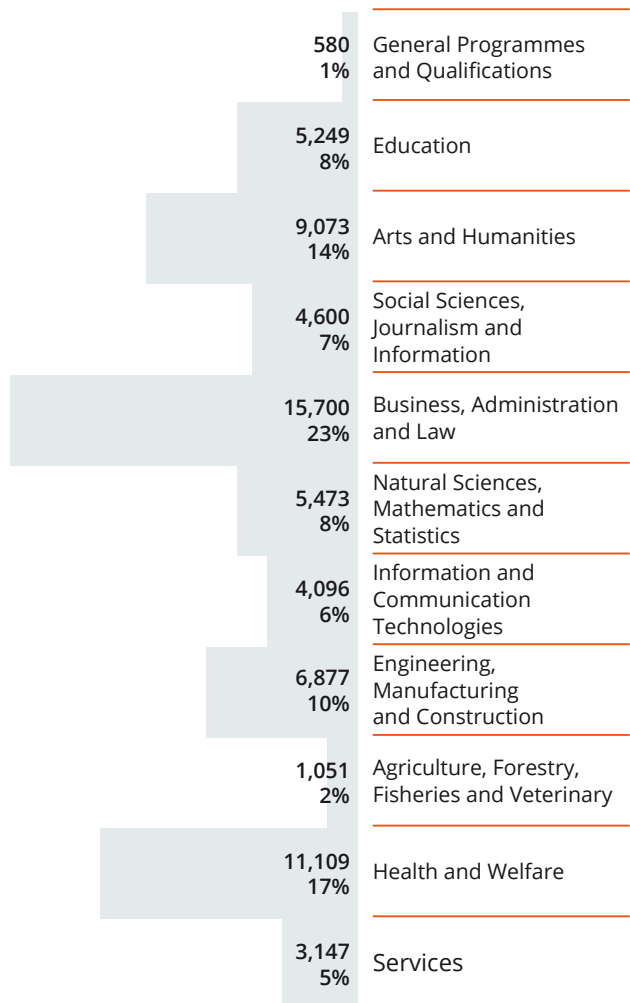 580
1%
General Programmes
and Qualifications
5,249
8%
Education
9,073
14%
Arts and Humanities
4,600
7%
Social Sciences,
Journalism and
Information
15,700
23%
Business, Administration
and Law
5,473
8%
Natural Sciences,
Mathematics and
Statistics
4,096
6%
Information and
Communication
Technologies
6,877
10%
Engineering,
Manufacturing
and Construction
1,051
2%
Agriculture, Forestry,
Fisheries and Veterinary
11,109
17%
Health and Welfare
3,147
5%
Services